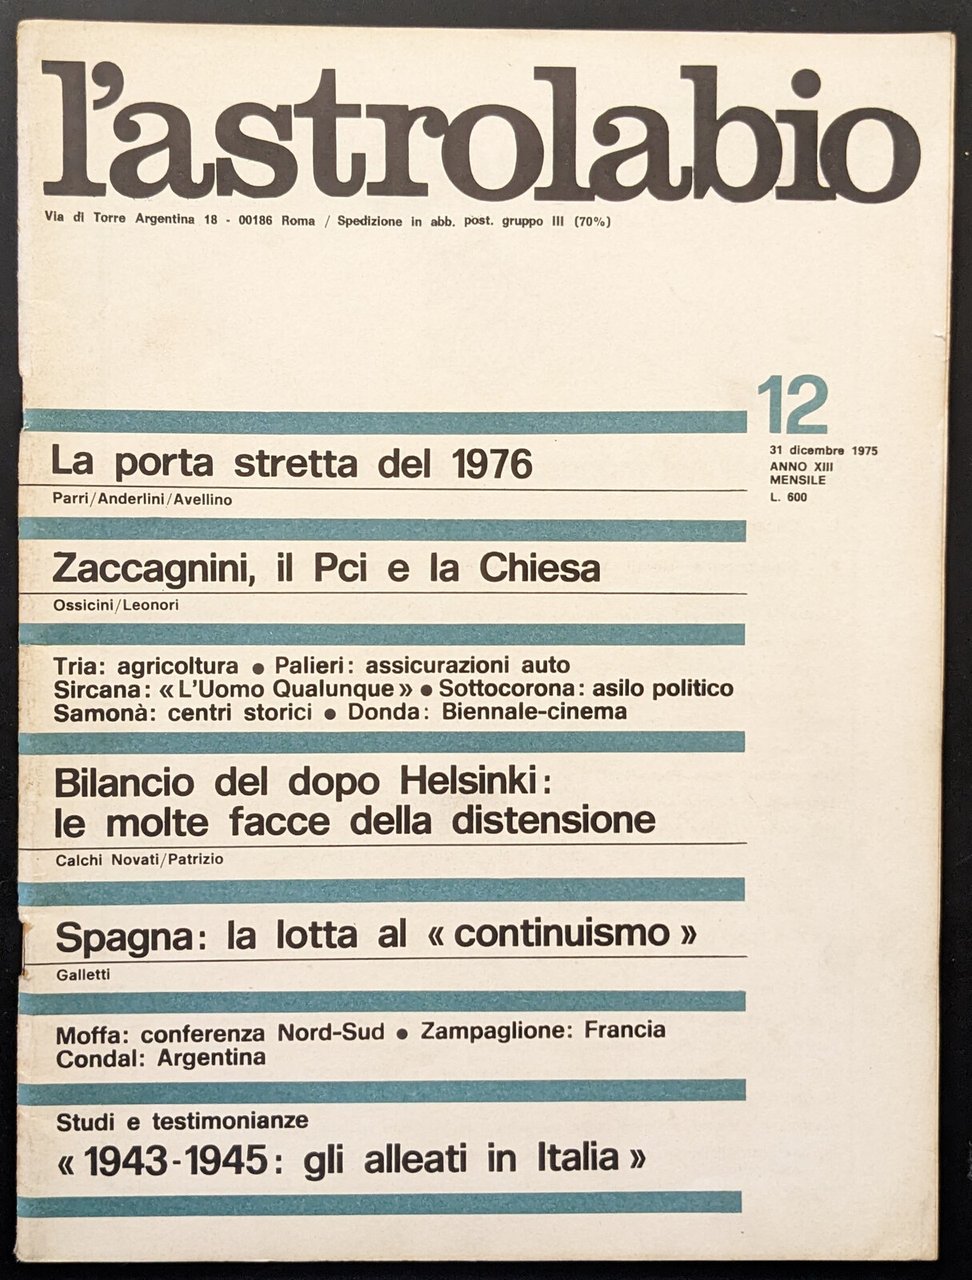 l'astrolabio
Via di Torre Argentina 18 - 00186 Roma / Spedizione in abb. post. gruppo III (70%)
12
31 dicembre 1975
ANNO XIII
MENSILE
L. 600
La porta stretta del 1976
Parri/Anderlini/Avellino
Zaccagnini, il Pci e la Chiesa
Ossicini/Leonori
Tria: agricoltura ● Palieri: assicurazioni auto
Sircana: « L'Uomo Qualunque » ● Sottocorona: asilo politico
Samonà: centri storici ● Donda: Biennale-cinema
Bilancio del dopo Helsinki:
le molte facce della distensione
Calchi Novati/Patrizio
Spagna: la lotta al « continuismo »
Galletti
Moffa: conferenza Nord-Sud ● Zampaglione: Francia
Condal: Argentina
Studi e testimonianze
« 1943-1945: gli alleati in Italia »